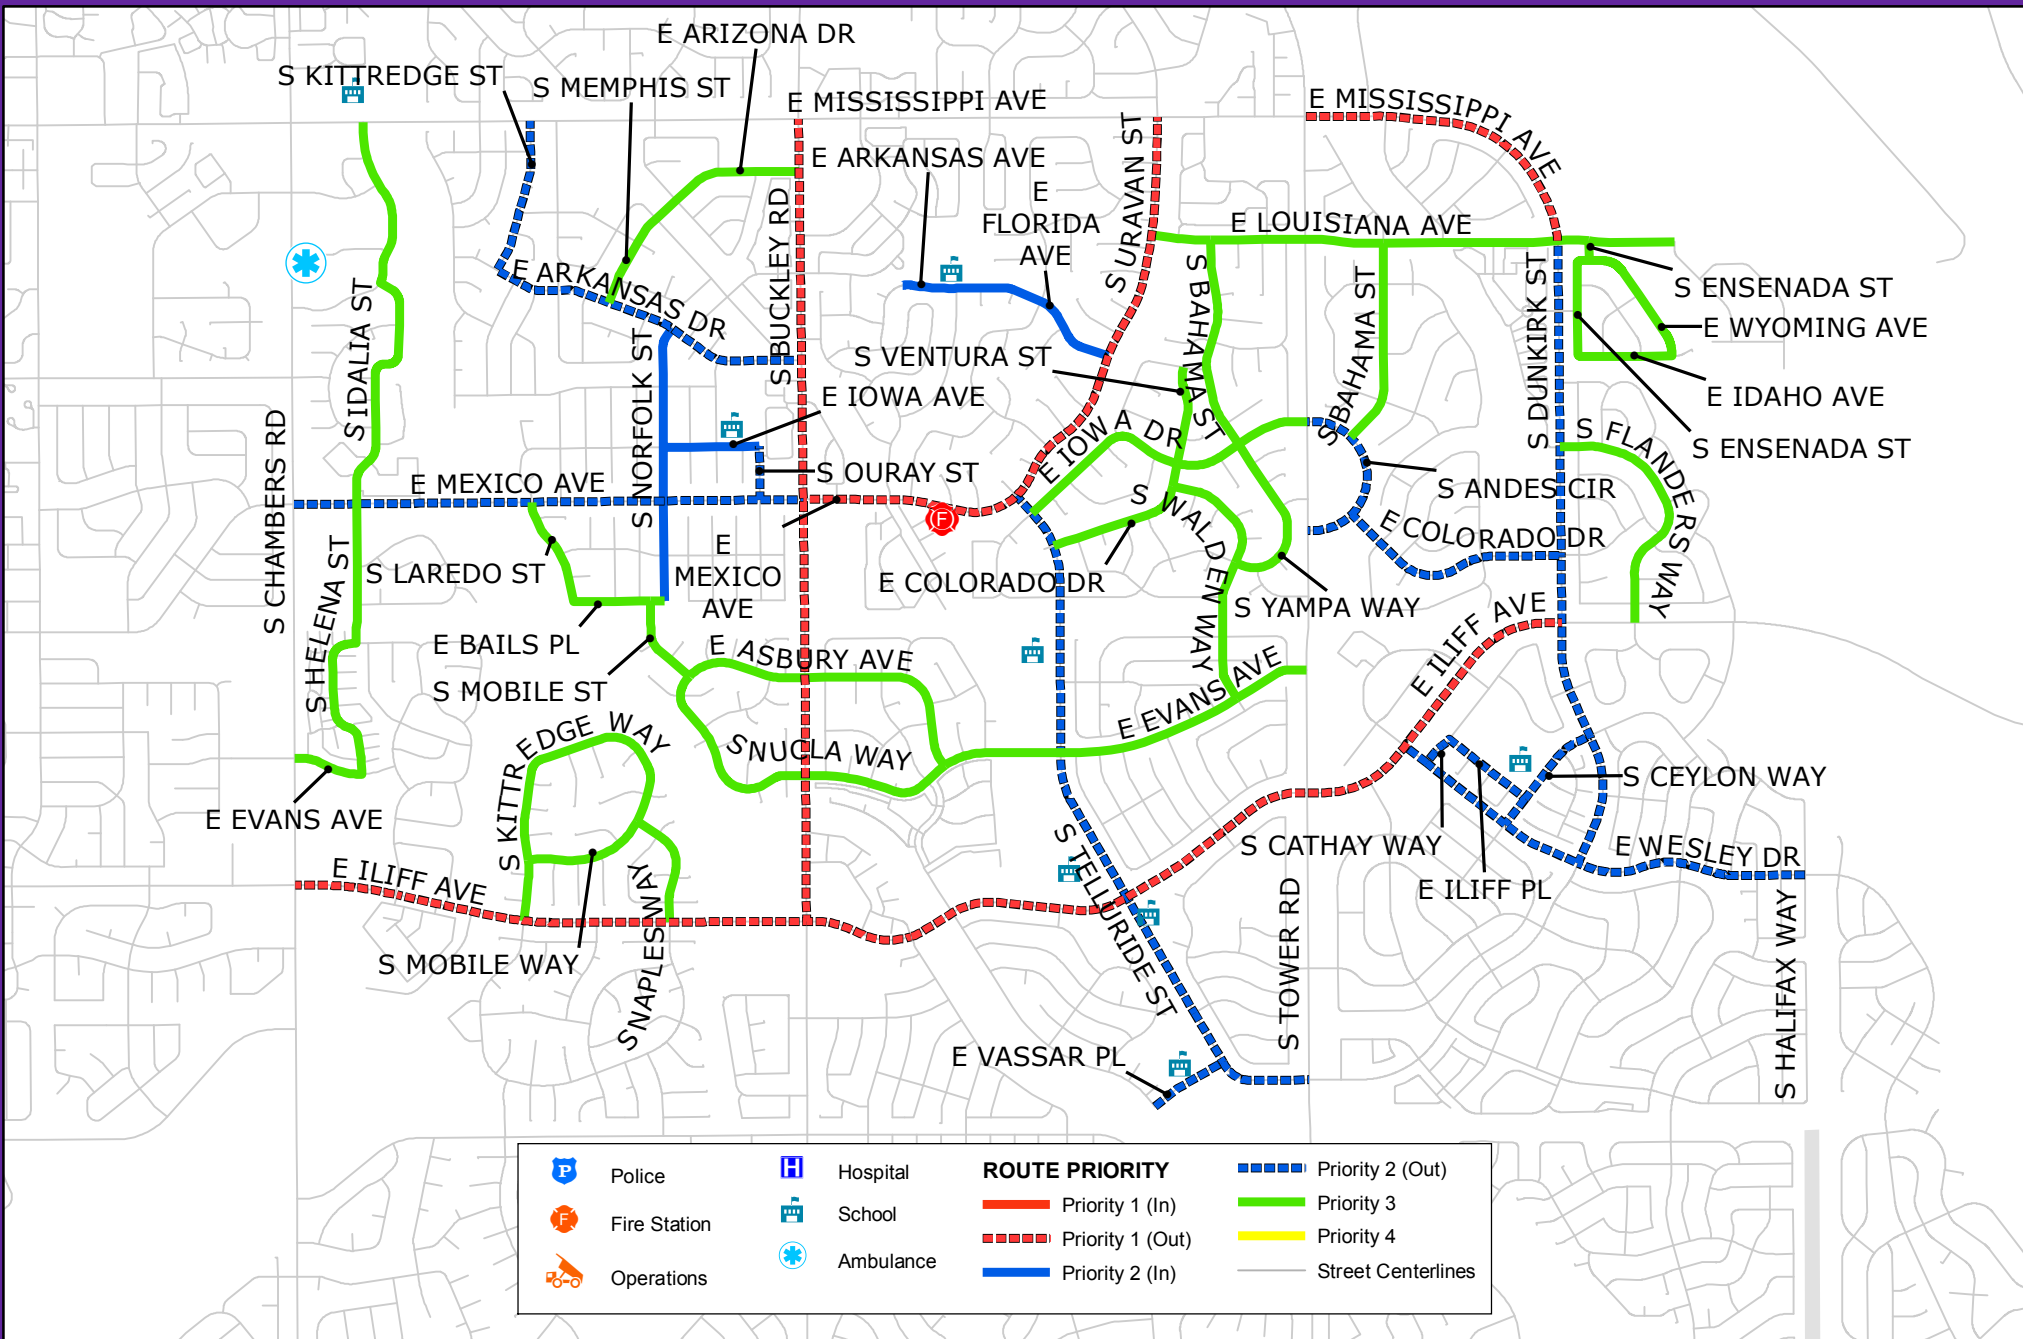 E ARIZONA DR
S KITTREDGE ST
S MEMPHIS ST
E MISSISSIPPI AVE
E MISSISSIPPI AVE
E ARKANSAS AVE
S URAVAN ST
E
FLORIDA
AVE
S BUCKLEY RD
E LOUISIANA AVE
E ARKANSAS DR
S IDALIA ST
S BAHAMA ST
S BAHAMA ST
S DUNKIRK ST
S ENSENADA ST
E WYOMING AVE
S VENTURA ST
S NORFOLK ST
E IOWA AVE
E IDAHO AVE
S CHAMBERS RD
E IOWA DR
S FLANDERS WAY
S ENSENADA ST
E MEXICO AVE
S OURAY ST
S ANDES CIR
S WALDEN WAY
E COLORADO DR
S HELENA ST
S LAREDO ST
E
MEXICO
AVE
E COLORADO DR
S YAMPA WAY
E ILIFF AVE
E BAILS PL
E ASBURY AVE
S MOBILE ST
E EVANS AVE
S KITTREDGE WAY
S NUCLA WAY
S CEYLON WAY
E EVANS AVE
S TELLURIDE ST
S CATHAY WAY
E WESLEY DR
E ILIFF AVE
E ILIFF PL
S NAPLES WAY
S TOWER RD
S HALIFAX WAY
S MOBILE WAY
E VASSAR PL
F
P
Police
F
Fire Station
Operations
H
Hospital
School
Ambulance
ROUTE PRIORITY
Priority 1 (In)
Priority 1 (Out)
Priority 2 (In)
Priority 2 (Out)
Priority 3
Priority 4
Street Centerlines